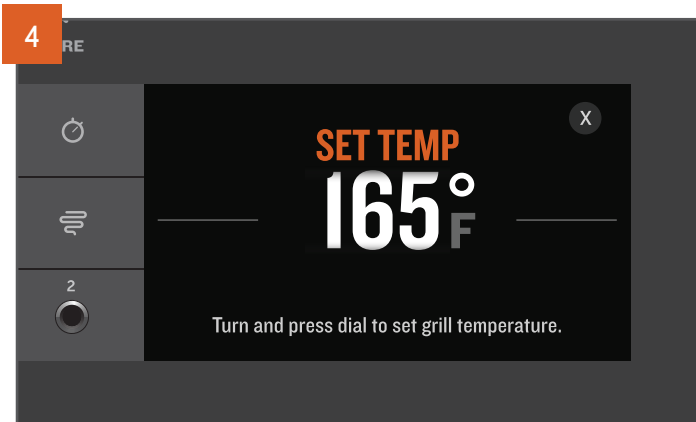 4
RE
X
SET TEMP
165°F
2
Turn and press dial to set grill temperature.